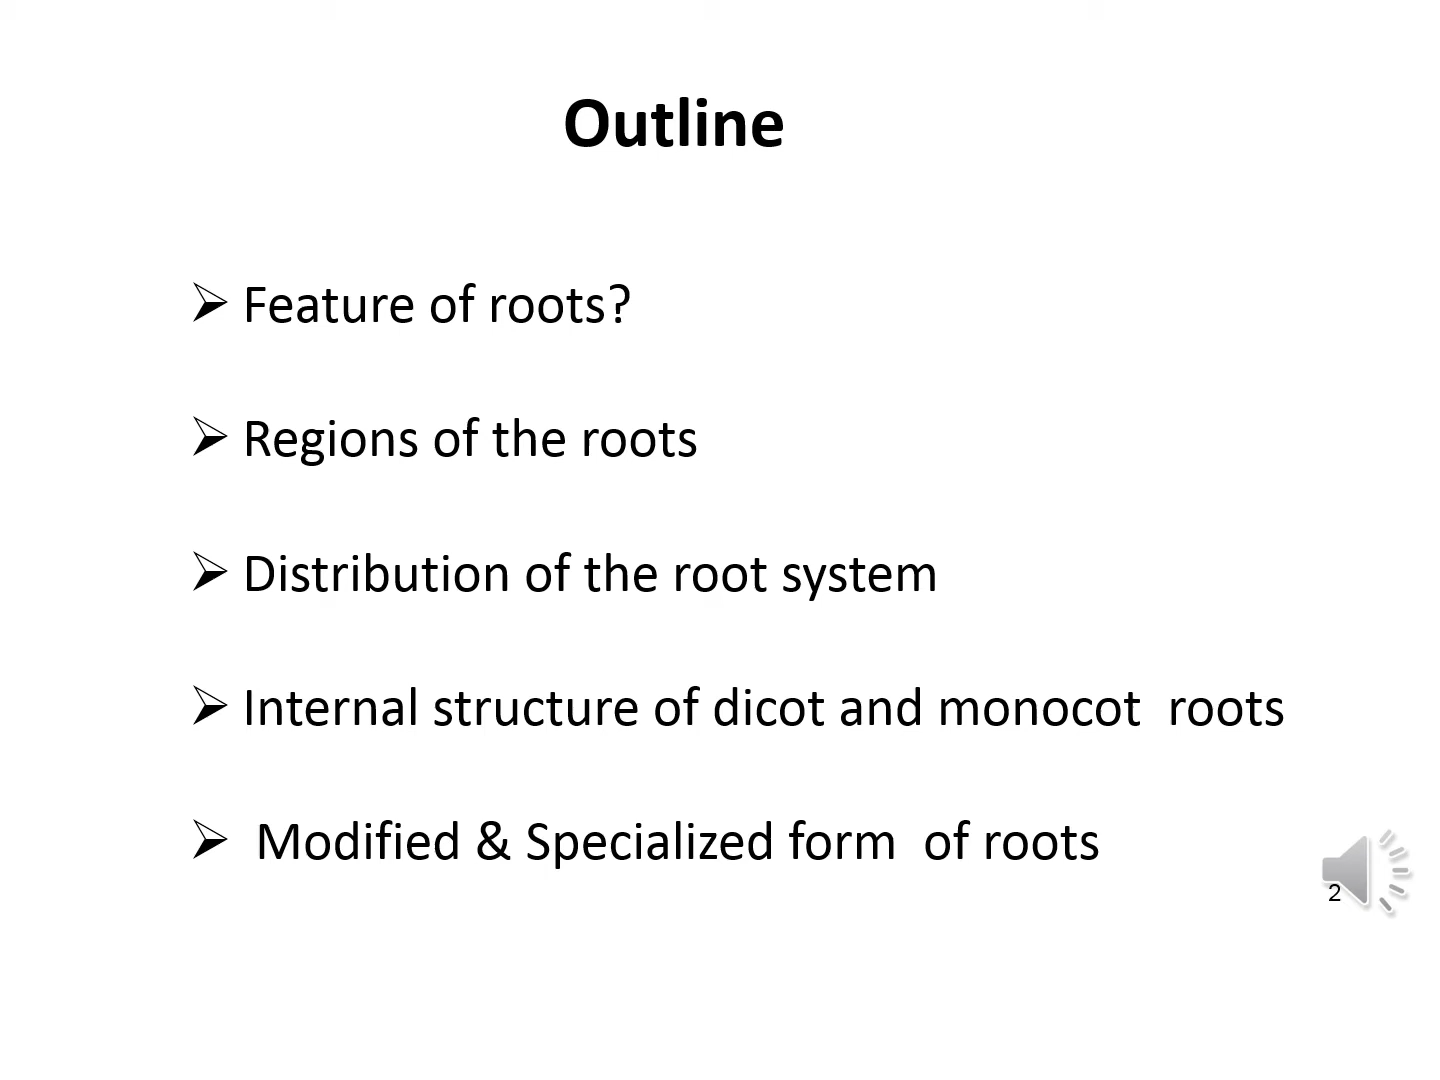 Outline
➢ Feature of roots?
➢ Regions of the roots
➢ Distribution of the root system
➢ Internal structure of dicot and monocot  roots
➢  Modified & Specialized form  of roots
2